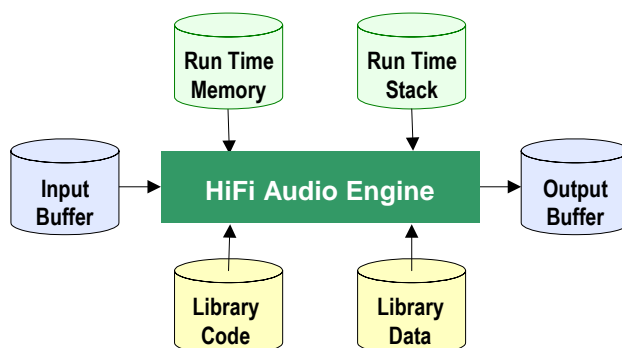 Run Time
Memory
Run Time
Stack
Input
Buffer
HiFi Audio Engine
Output
Buffer
Library
Code
Library
Data